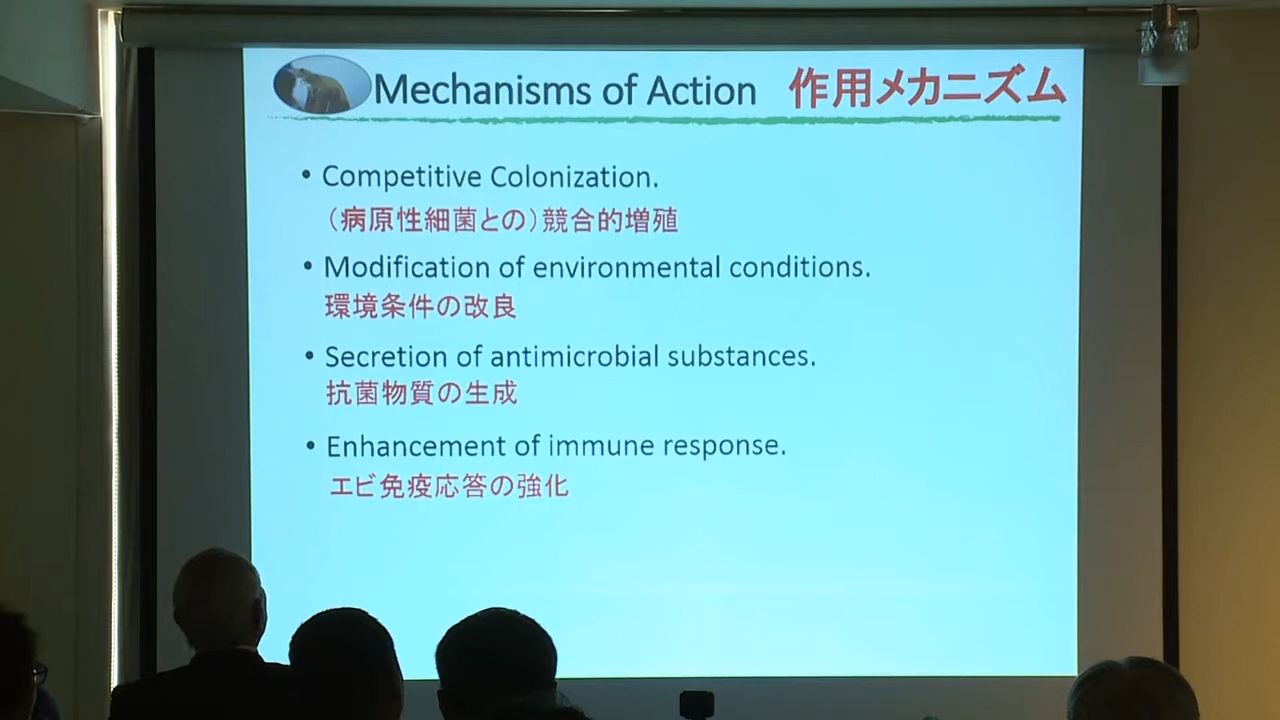 Mechanisms of Action 作用メカニズム
• Competitive Colonization.
（病原性細菌との）競合的増殖
• Modification of environmental conditions.
環境条件の改良
• Secretion of antimicrobial substances.
抗菌物質の生成
• Enhancement of immune response.
エビ免疫応答の強化